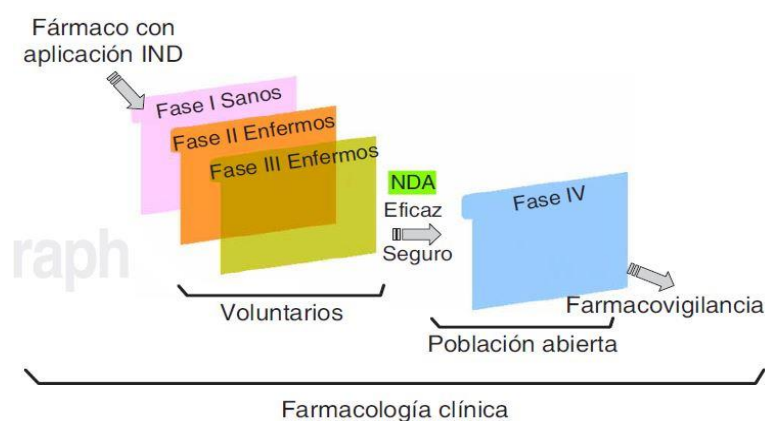 Fármaco con
aplicación IND
Fase I Sanos
Fase II Enfermos
Fase III Enfermos
NDA
Eficaz
Seguro
Fase IV
raph
Voluntarios
Farmacovigilancia
Población abierta
Farmacología clínica